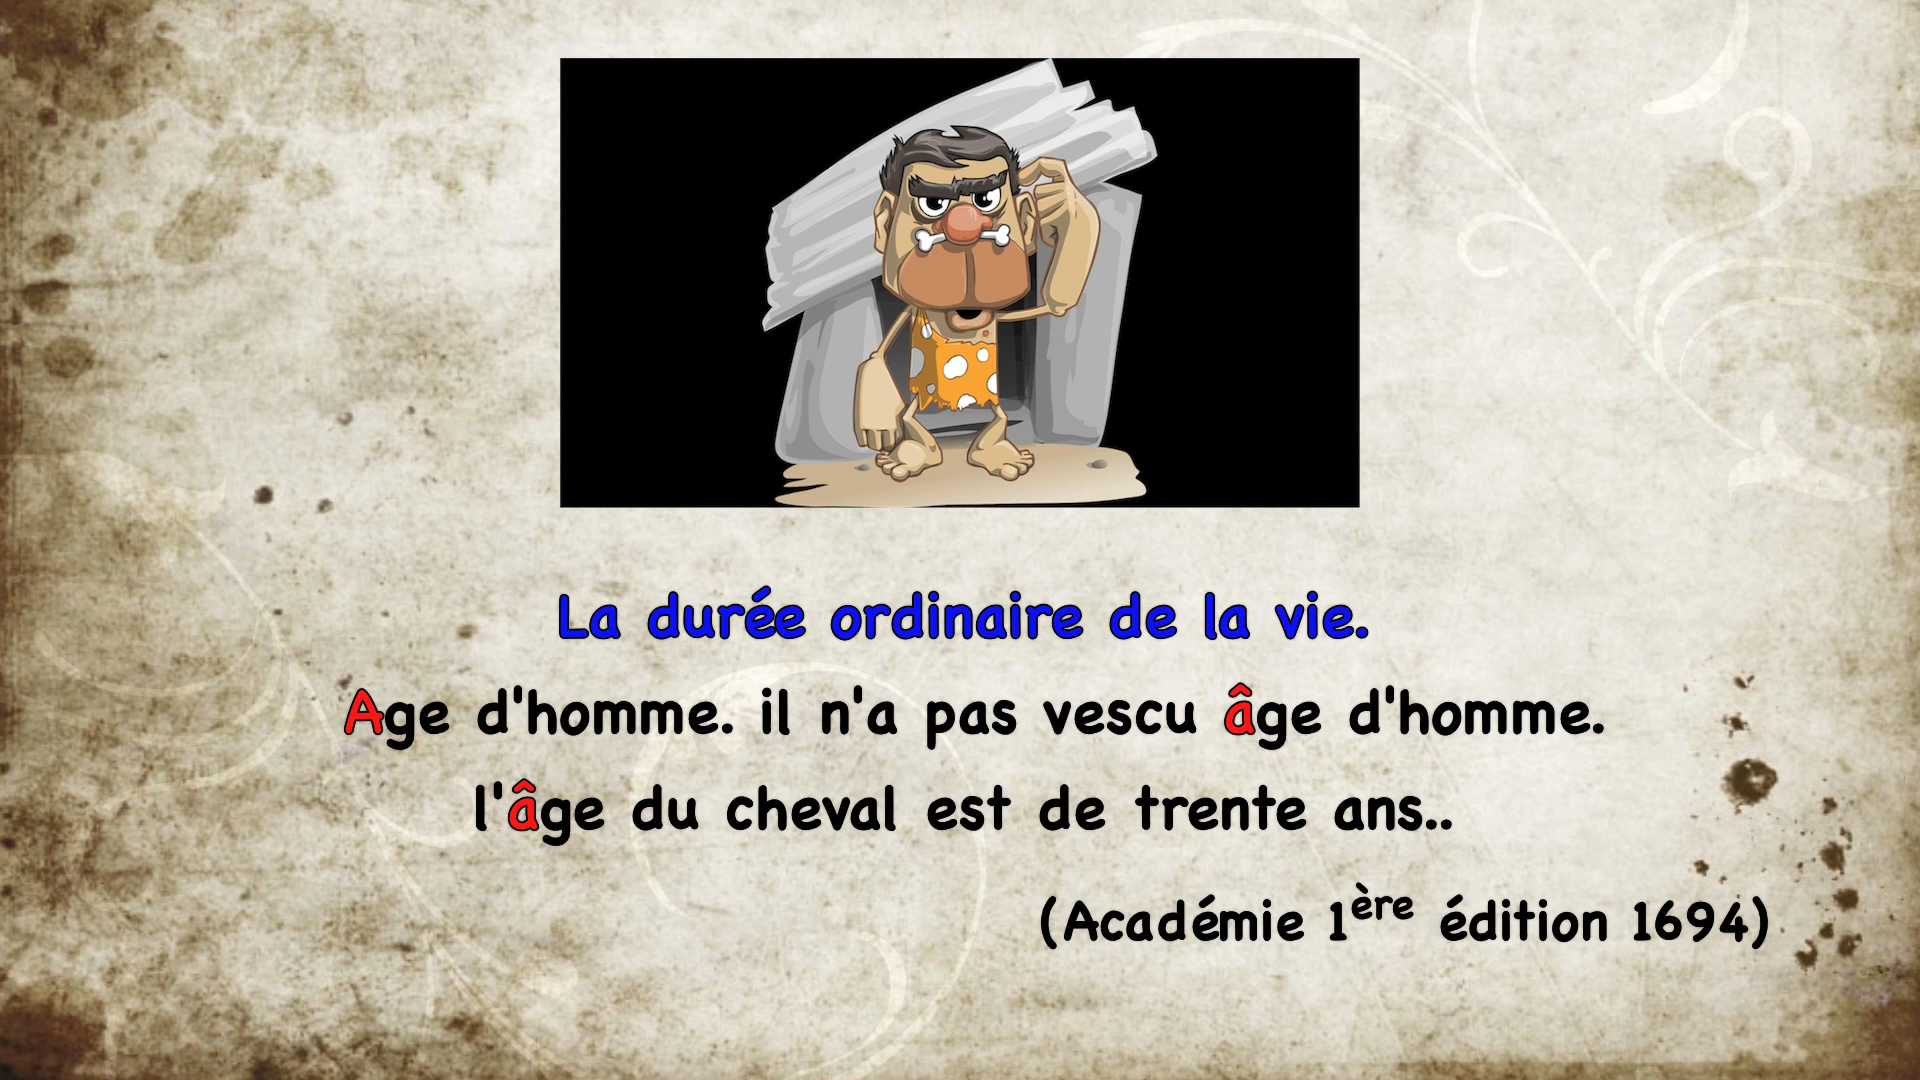 La durée ordinaire de la vie.
Age d'homme. il n'a pas vescu âge d'homme.
l'âge du cheval est de trente ans..
(Académie 1ère édition 1694)